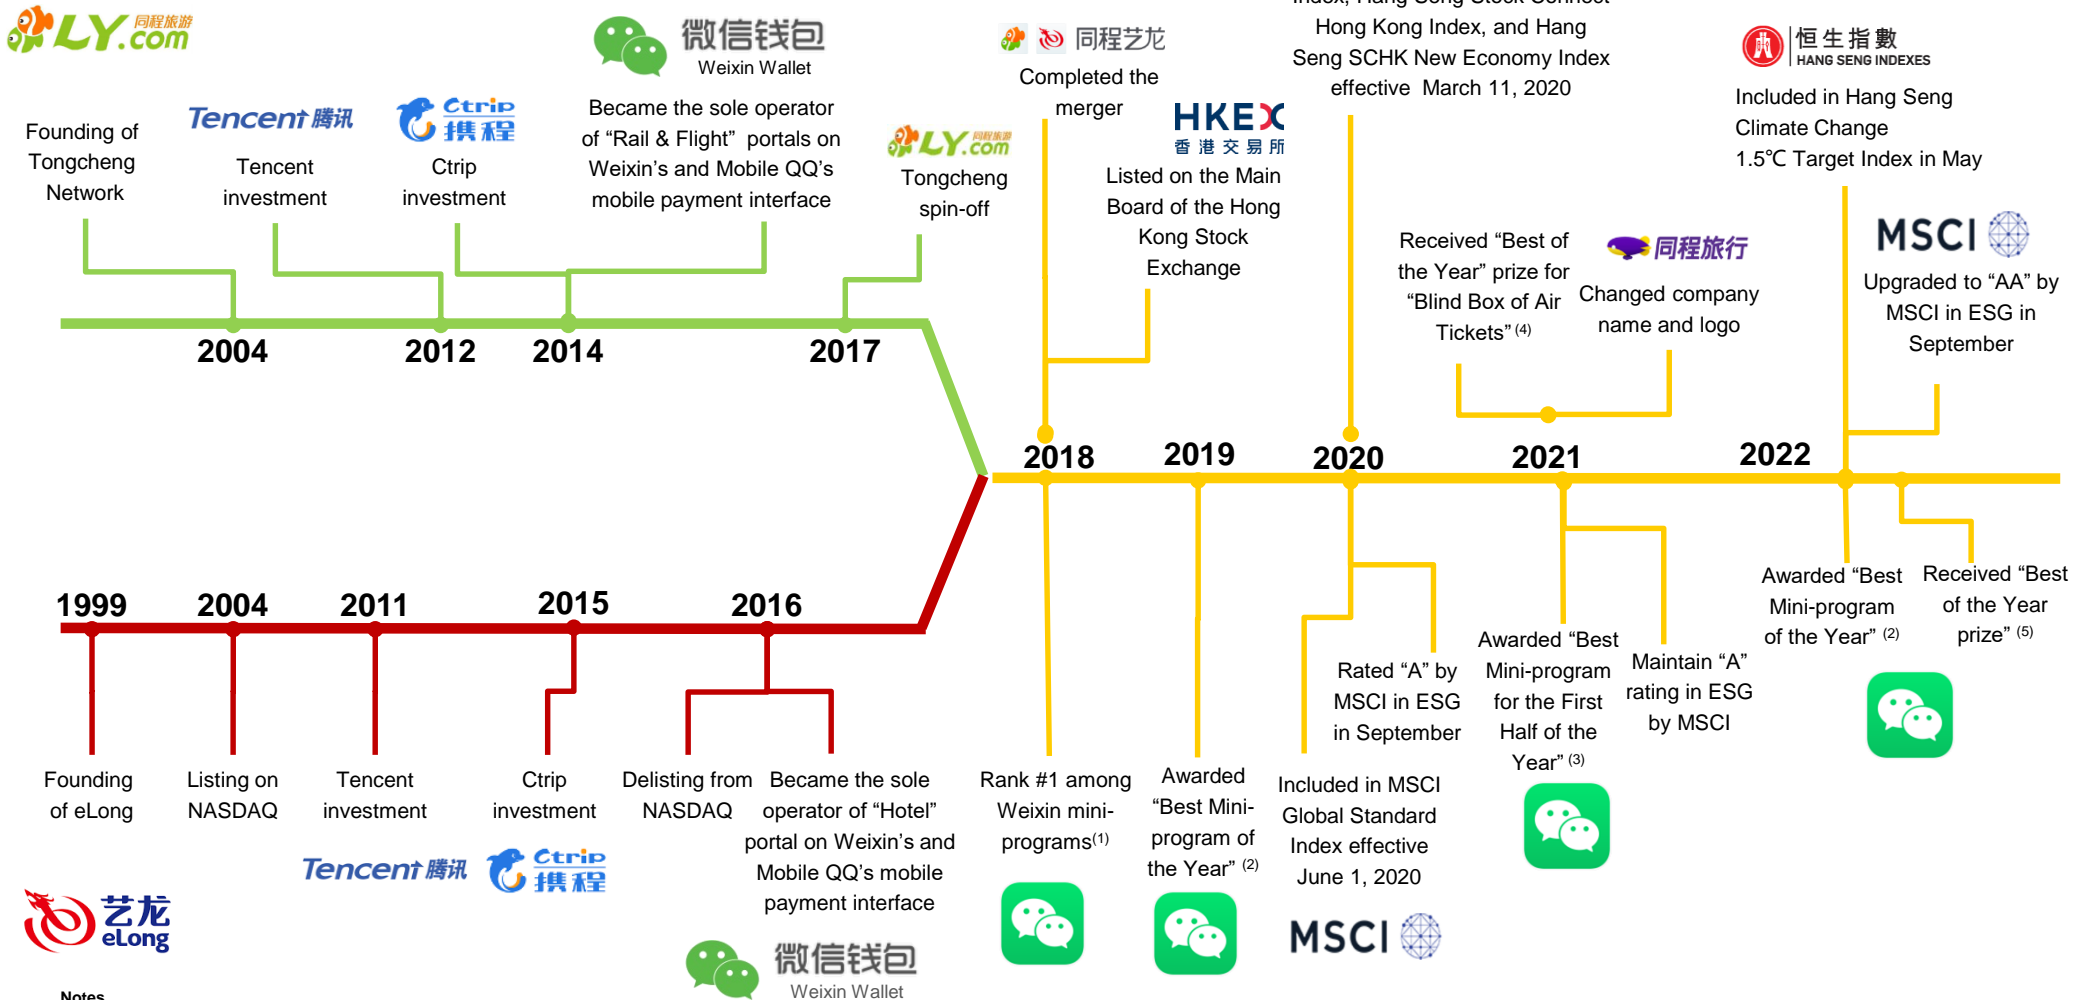 LY.com 同程旅游
Founding of
Tongcheng
Network
Tencent 腾讯
Tencent
investment
Ctrip
携程
Ctrip
investment
微信钱包
Weixin Wallet
Became the sole operator
of “Rail & Flight” portals on
Weixin’s and Mobile QQ’s
mobile payment interface
LY.com 同程旅游
Tongcheng
spin-off
2004
2012
2014
2017
同程艺龙
Completed the
merger
HKEX
香港交易所
Listed on the Main
Board of the Hong
Kong Stock
Exchange
Index, Hang Seng Stock Connect
Hong Kong Index, and Hang
Seng SCHK New Economy Index
effective March 11, 2020
Received “Best of
the Year” prize for
“Blind Box of Air
Tickets” (4)
同程旅行
Changed company
name and logo
恒生指數
HANG SENG INDEXES
Included in Hang Seng
Climate Change
1.5℃ Target Index in May
MSCI
Upgraded to “AA” by
MSCI in ESG in
September
2018
2019
2020
2021
2022
1999
2004
2011
2015
2016
Founding
of eLong
艺龙
eLong
Listing on
NASDAQ
Tencent
investment
Tencent 腾讯
Ctrip
investment
Ctrip
携程
Delisting from
NASDAQ
Became the sole
operator of “Hotel”
portal on Weixin’s and
Mobile QQ’s mobile
payment interface
微信钱包
Weixin Wallet
Rank #1 among
Weixin mini-
programs(1)
Awarded
“Best Mini-
program of
the Year” (2)
Included in MSCI
Global Standard
Index effective
June 1, 2020
MSCI
Rated “A” by
MSCI in ESG
in September
Awarded “Best
Mini-program
for the First
Half of the
Year” (3)
Maintain “A”
rating in ESG
by MSCI
Awarded “Best
Mini-program
of the Year” (2)
Received “Best
of the Year
prize” (5)
Notes